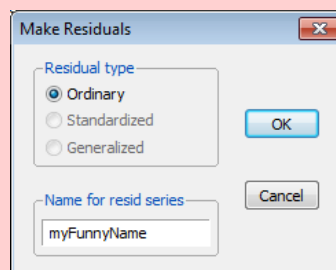 Make Residuals
Residual type
Ordinary
Standardized
Generalized
OK
Name for resid series
myFunnyName
Cancel